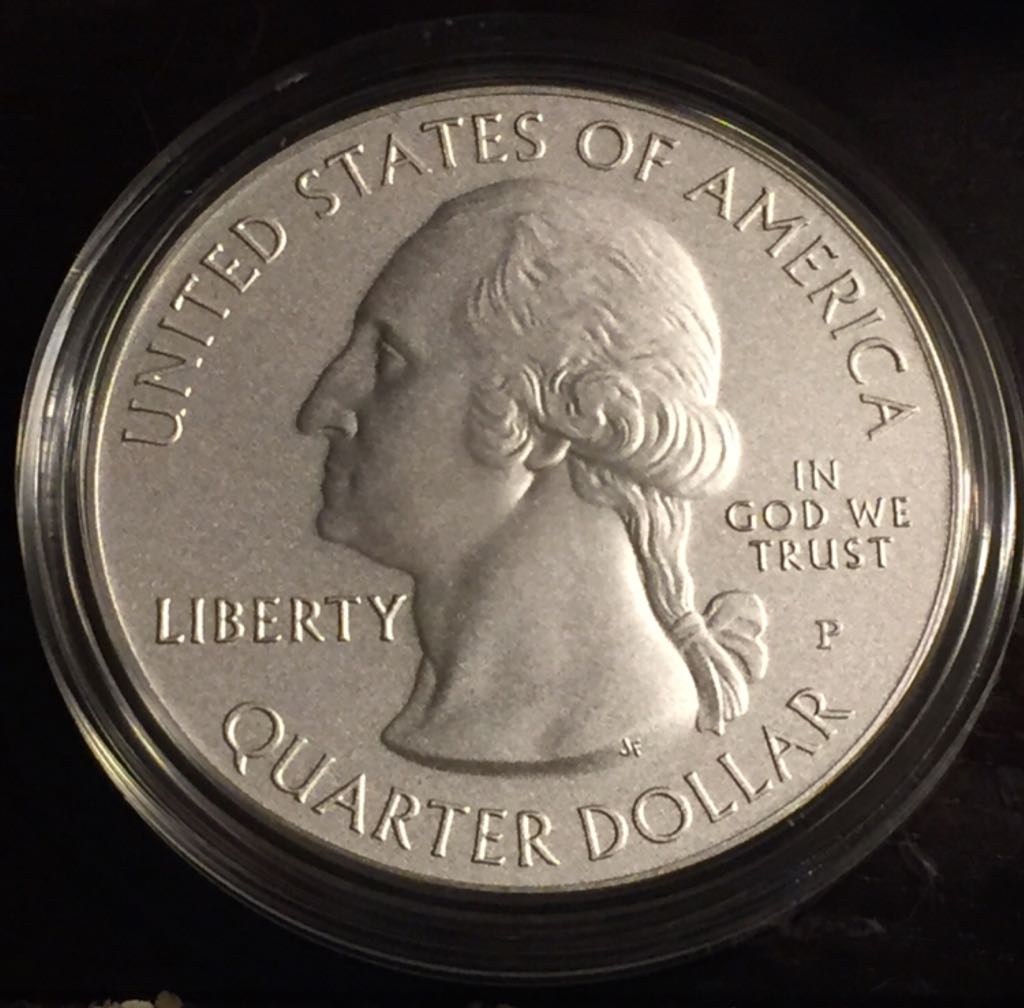 UNITED STATES OF AMERICA
IN
GOD WE
TRUST
LIBERTY
P
JF
QUARTER DOLLAR